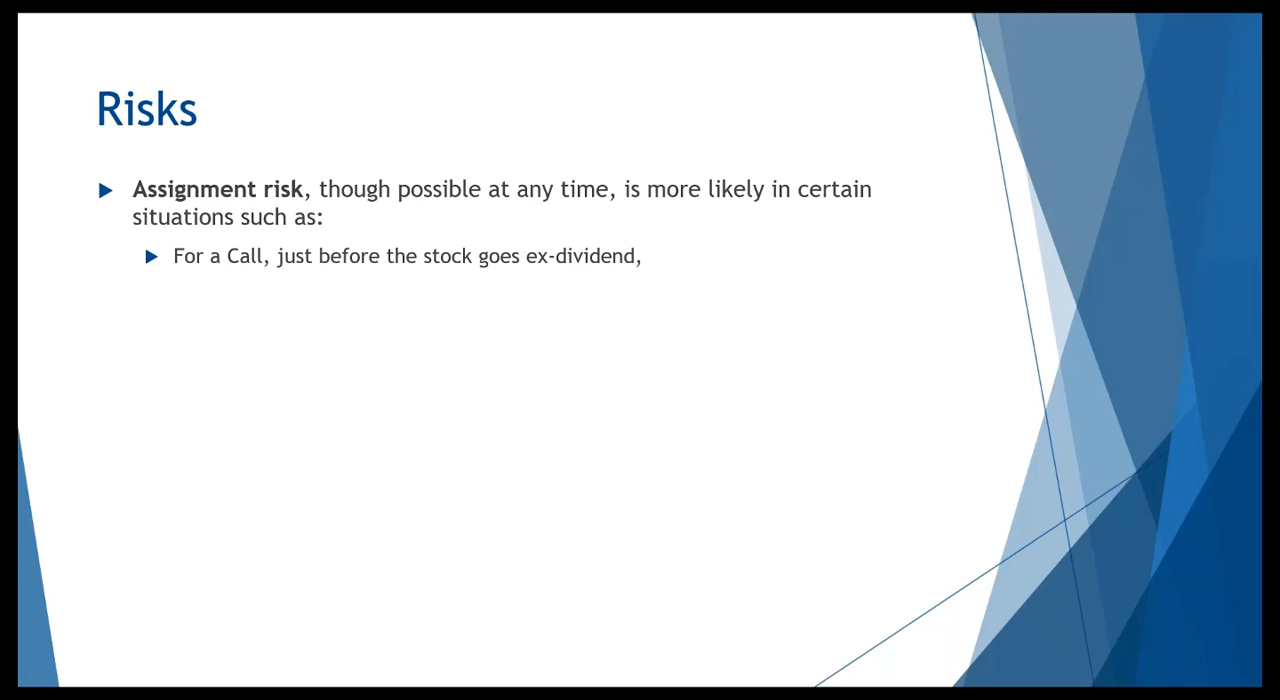 Risks
Assignment risk, though possible at any time, is more likely in certain
situations such as:
For a Call, just before the stock goes ex-dividend,